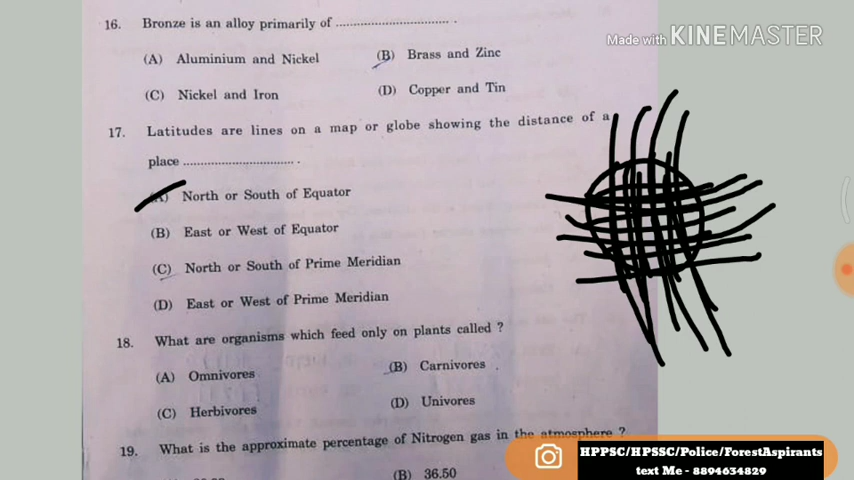 Made with KINEMASTER
16. Bronze is an alloy primarily of .................................. .
(A) Aluminium and Nickel (B) Brass and Zinc
(C) Nickel and Iron (D) Copper and Tin
17. Latitudes are lines on a map or globe showing the distance of a
place ................................. .
(A) North or South of Equator
(B) East or West of Equator
(C) North or South of Prime Meridian
(D) East or West of Prime Meridian
18. What are organisms which feed only on plants called ?
(A) Omnivores (B) Carnivores
(C) Herbivores (D) Univores
19. What is the approximate percentage of Nitrogen gas in the atmosphere ?
(B) 36.50
HPPSC/HPSSC/Police/ForestAspirants
text Me - 8894634829